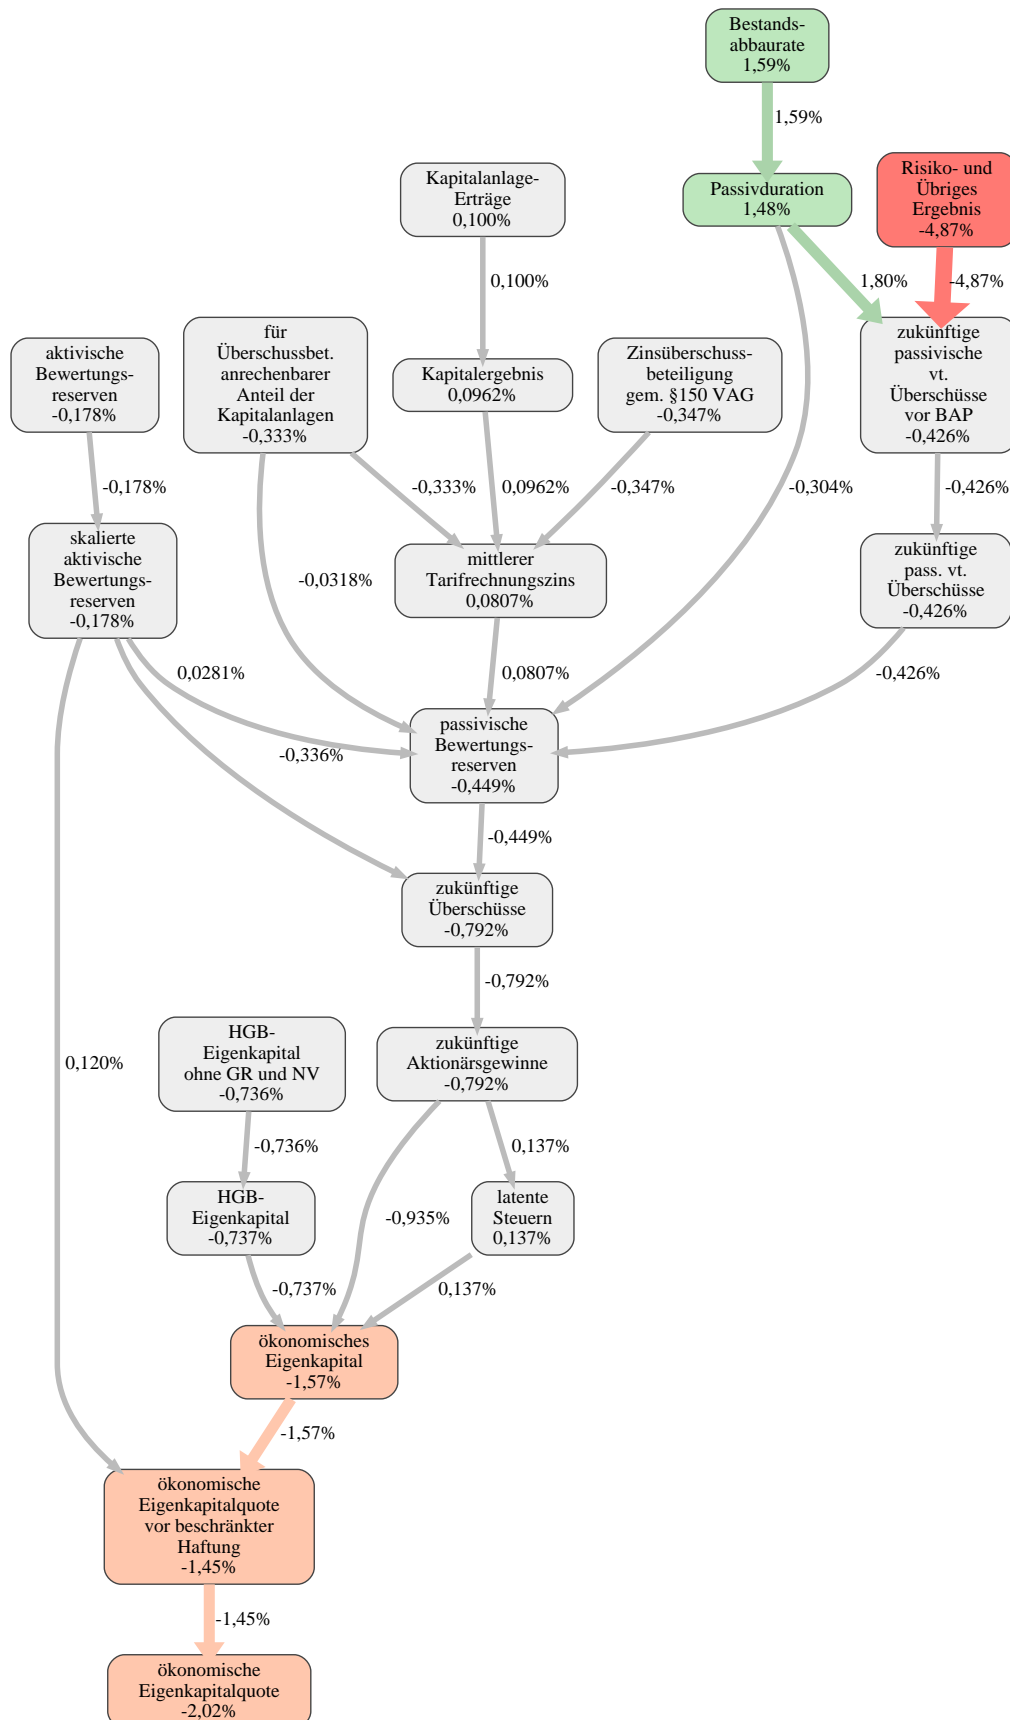 Bestands-
abbaurate
1,59%
1,59%
Kapitalanlage-
Erträge
0,100%
Passivduration
1,48%
Risiko- und
Übriges
Ergebnis
-4,87%
0,100%
1,80%
-4,87%
aktivische
Bewertungs-
reserven
-0,178%
für
Überschussbet.
anrechenbarer
Anteil der
Kapitalanlagen
-0,333%
Kapitalergebnis
0,0962%
Zinsüberschuss-
beteiligung
gem. §150 VAG
-0,347%
zukünftige
passivische
vt.
Überschüsse
vor BAP
-0,426%
-0,178%
-0,333%
0,0962%
-0,347%
-0,304%
-0,426%
skalierte
aktivische
Bewertungs-
reserven
-0,178%
-0,0318%
mittlerer
Tarifrechnungszins
0,0807%
zukünftige
pass. vt.
Überschüsse
-0,426%
0,0281%
0,0807%
-0,426%
-0,336%
passivische
Bewertungs-
reserven
-0,449%
-0,449%
zukünftige
Überschüsse
-0,792%
-0,792%
0,120%
HGB-
Eigenkapital
ohne GR und NV
-0,736%
zukünftige
Aktionärsgewinne
-0,792%
-0,736%
0,137%
HGB-
Eigenkapital
-0,737%
-0,935%
latente
Steuern
0,137%
-0,737%
0,137%
ökonomisches
Eigenkapital
-1,57%
-1,57%
ökonomische
Eigenkapitalquote
vor beschränkter
Haftung
-1,45%
-1,45%
ökonomische
Eigenkapitalquote
-2,02%